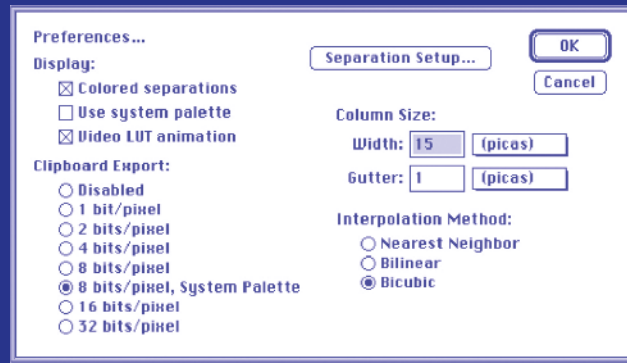 Preferences...
Display:
Colored separations
Use system palette
Video LUT animation
Clipboard Export:
Disabled
1 bit/pixel
2 bits/pixel
4 bits/pixel
8 bits/pixel
8 bits/pixel, System Palette
16 bits/pixel
32 bits/pixel
Separation Setup...
OK
Cancel
Column Size:
Width: 15 (picas)
Gutter: 1 (picas)
Interpolation Method:
Nearest Neighbor
Bilinear
Bicubic